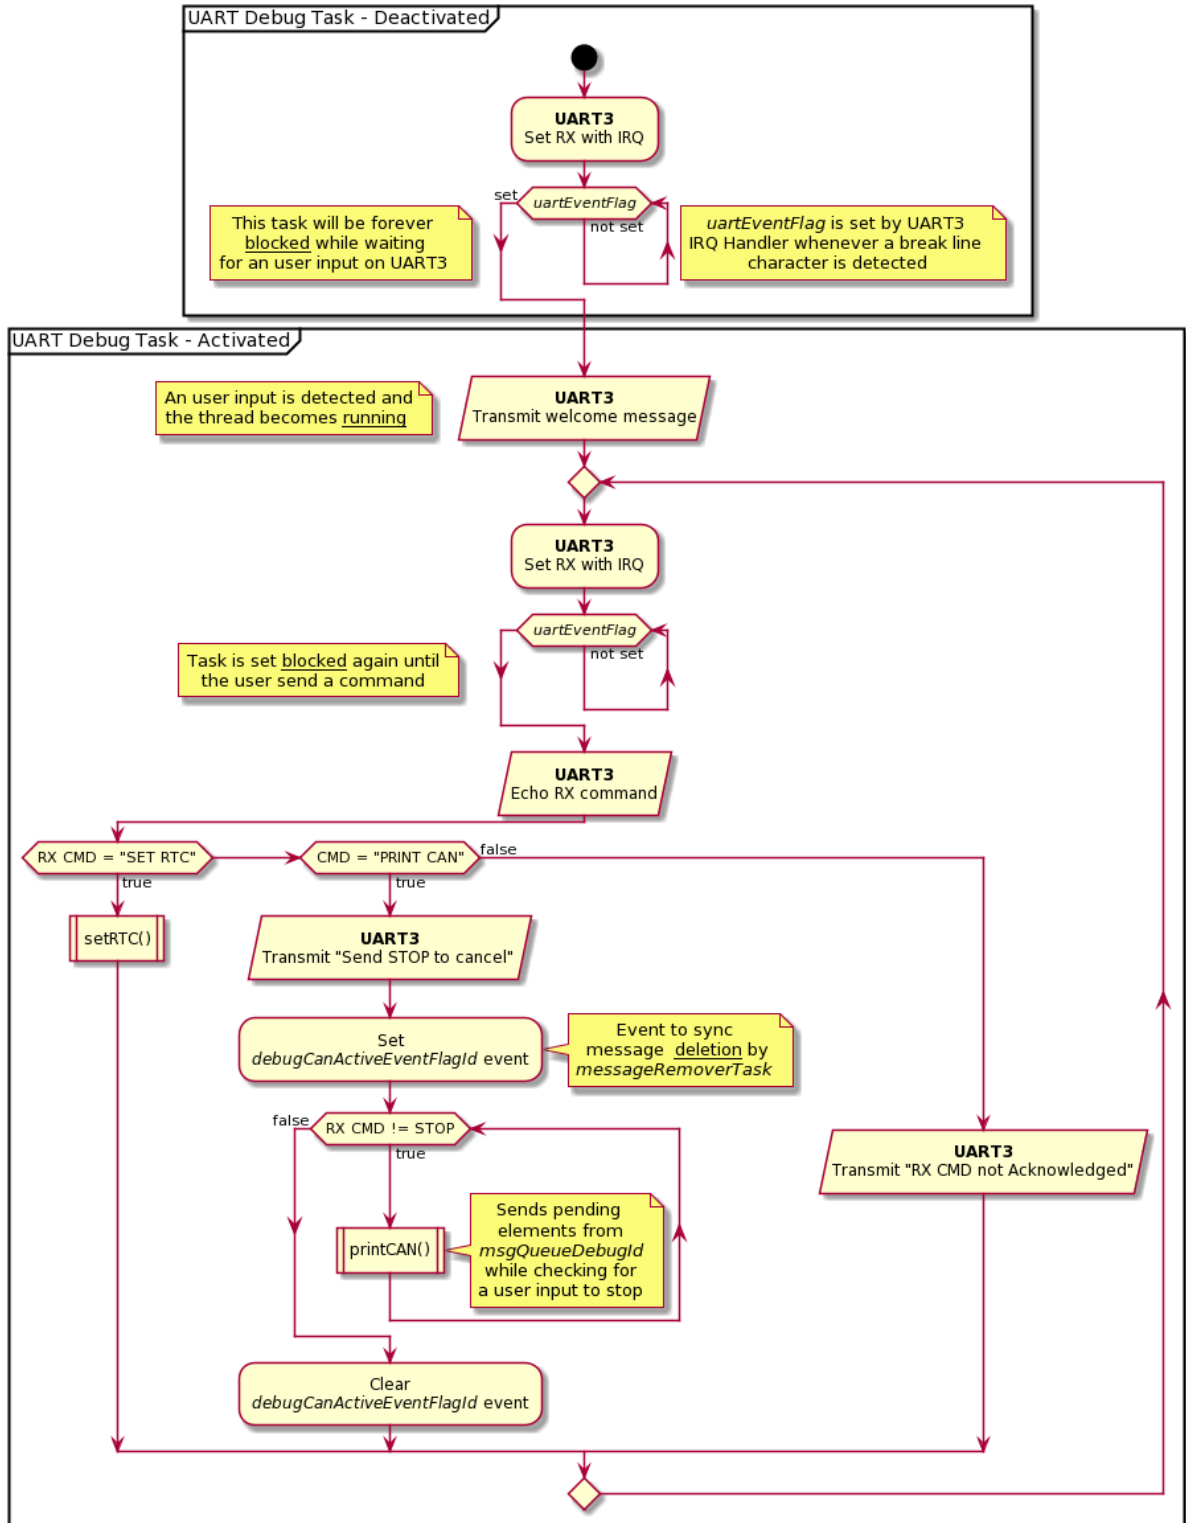 UART Debug Task - Deactivated
UART3
Set RX with IRQ
set
uartEventFlag
not set
This task will be forever
blocked while waiting
for an user input on UART3
uartEventFlag is set by UART3
IRQ Handler whenever a break line
character is detected
UART Debug Task - Activated
An user input is detected and
the thread becomes running
UART3
Transmit welcome message
UART3
Set RX with IRQ
uartEventFlag
not set
Task is set blocked again until
the user send a command
UART3
Echo RX command
RX CMD = "SET RTC"
true
CMD = "PRINT CAN"
true
false
setRTC()
UART3
Transmit "Send STOP to cancel"
Set
debugCanActiveEventFlagId event
Event to sync
message deletion by
messageRemoverTask
false
RX CMD != STOP
true
UART3
Transmit "RX CMD not Acknowledged"
printCAN()
Sends pending
elements from
msgQueueDebugId
while checking for
a user input to stop
Clear
debugCanActiveEventFlagId event